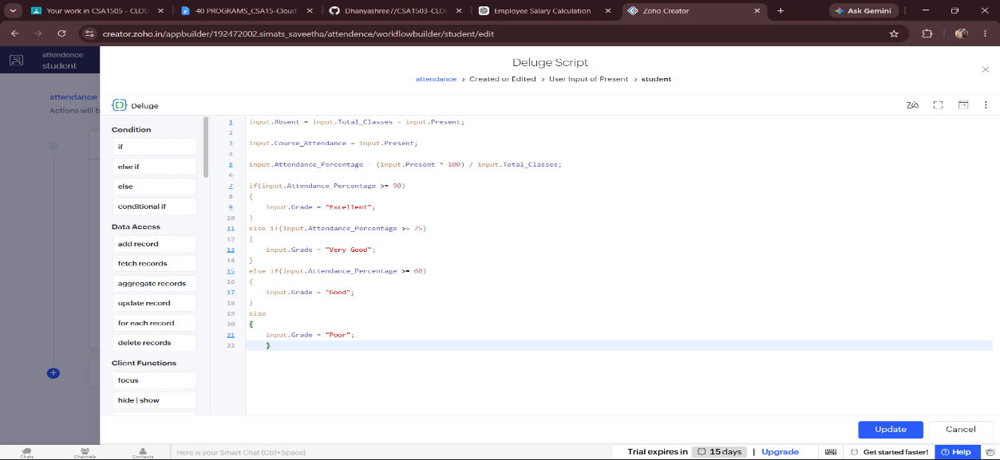 Your work in CSA1505 - CLOU
40 PROGRAMS_CSA15-Cloud
Dhanyashree7//CSA1503-CLO
Employee Salary Calculation
Zoho Creator
Ask Gemini
creator.zoho.in/appbuilder/192472002.simats_saveetha/attendence/workflowbuilder/student/edit
attendence
student
attendance
Actions will b
Deluge Script
attendance > Created or Edited > User Input of Present > student
Deluge
Condition
if
else if
else
conditional if
Data Access
add record
fetch records
aggregate records
update record
for each record
delete records
Client Functions
focus
hide | show
1 input.Absent = input.Total_Classes - input.Present;
2
3 input.Course_Attendance = input.Present;
4
5 input.Attendance_Percentage = (input.Present * 100) / input.Total_Classes;
6
7 if(input.Attendance_Percentage >= 90)
8 {
9 input.Grade = "Excellent";
10 }
11 else if(input.Attendance_Percentage >= 75)
12 {
13 input.Grade = "Very Good";
14 }
15 else if(input.Attendance_Percentage >= 60)
16 {
17 input.Grade = "Good";
18 }
19 else
20 {
21 input.Grade = "Poor";
22 }
Update
Cancel
Chats
Channels
Contacts
Here is your Smart Chat (Ctrl+Space)
Trial expires in 15 days | Upgrade
Get started faster!
Help